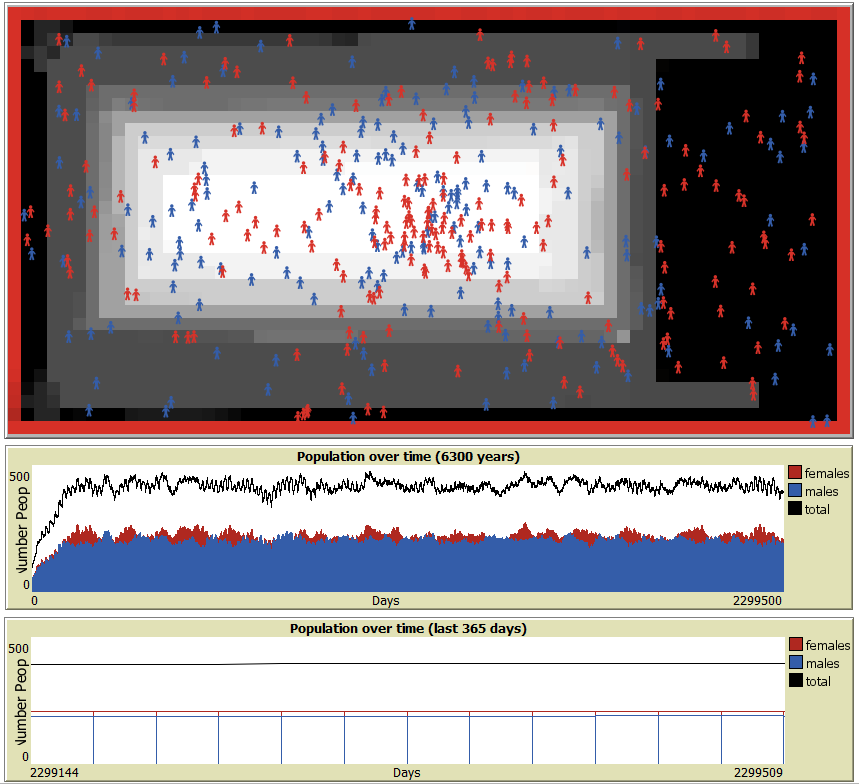 Population over time (6300 years)
500
Number Peop
0
0
Days
2299500
females
males
total
Population over time (last 365 days)
500
Number Peop
0
2299144
Days
2299509
females
males
total